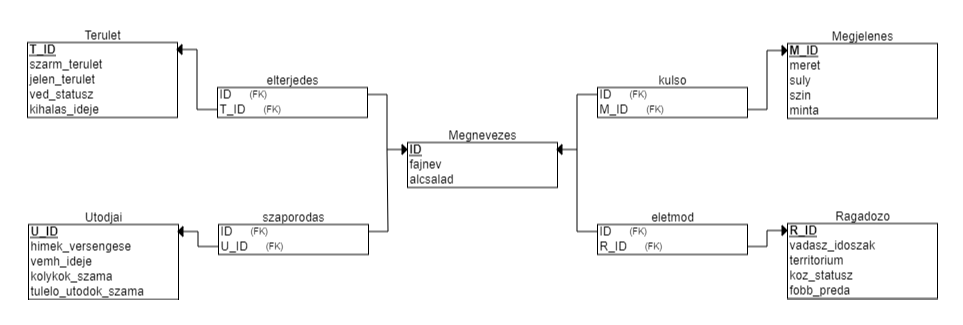 Terulet
T_ID
szarm_terulet
jelen_terulet
ved_statusz
kihalas_ideje
elterjedes
ID (FK)
T_ID (FK)
Megnevezes
ID
fajnev
alcsalad
kulso
ID (FK)
M_ID (FK)
Megjelenes
M_ID
meret
suly
szin
minta
Utodjai
U_ID
himek_versengese
vemh_ideje
kolykok_szama
tulelo_utodok_szama
szaporodas
ID (FK)
U_ID (FK)
eletmod
ID (FK)
R_ID (FK)
Ragadozo
R_ID
vadasz_idoszak
territorium
koz_statusz
fobb_preda